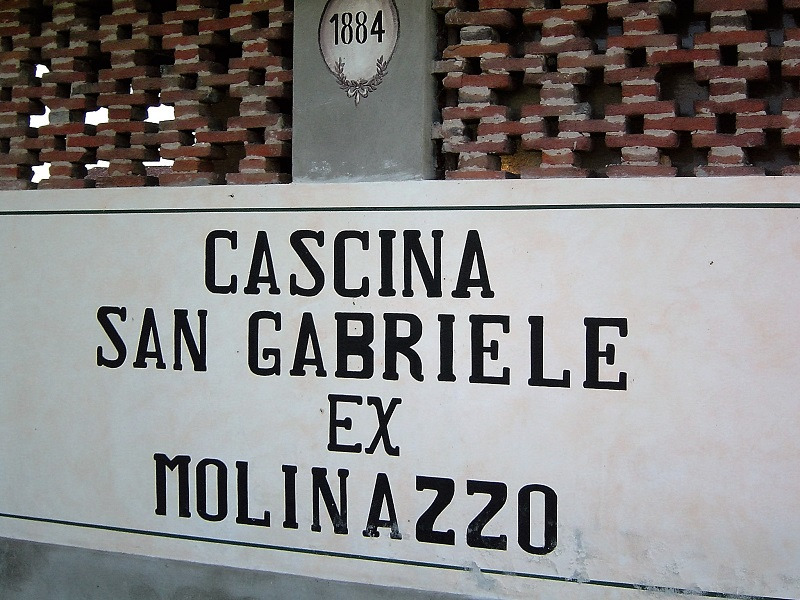 1884
CASCINA
SAN GABRIELE
EX
MOLINAZZO